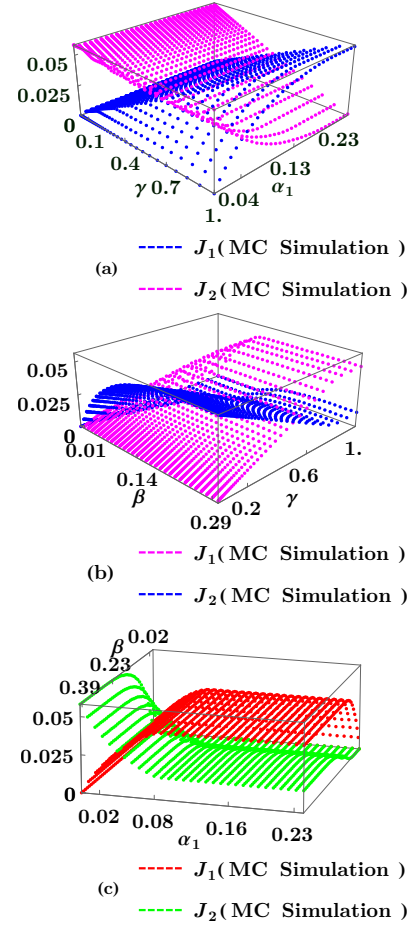 0.05
0.025
0
0.1
0.4
γ
0.7
1.
0.04
0.13
α1
0.23
J1( MC Simulation )
(a)
J2( MC Simulation )
0.05
0.025
0
0.01
0.14
β
0.29
0.2
γ
0.6
1.
J1( MC Simulation )
(b)
J2( MC Simulation )
β
0.02
0.23
0.39
0.05
0.025
0
0.02
0.08
α1
0.16
0.23
J1( MC Simulation )
(c)
J2( MC Simulation )